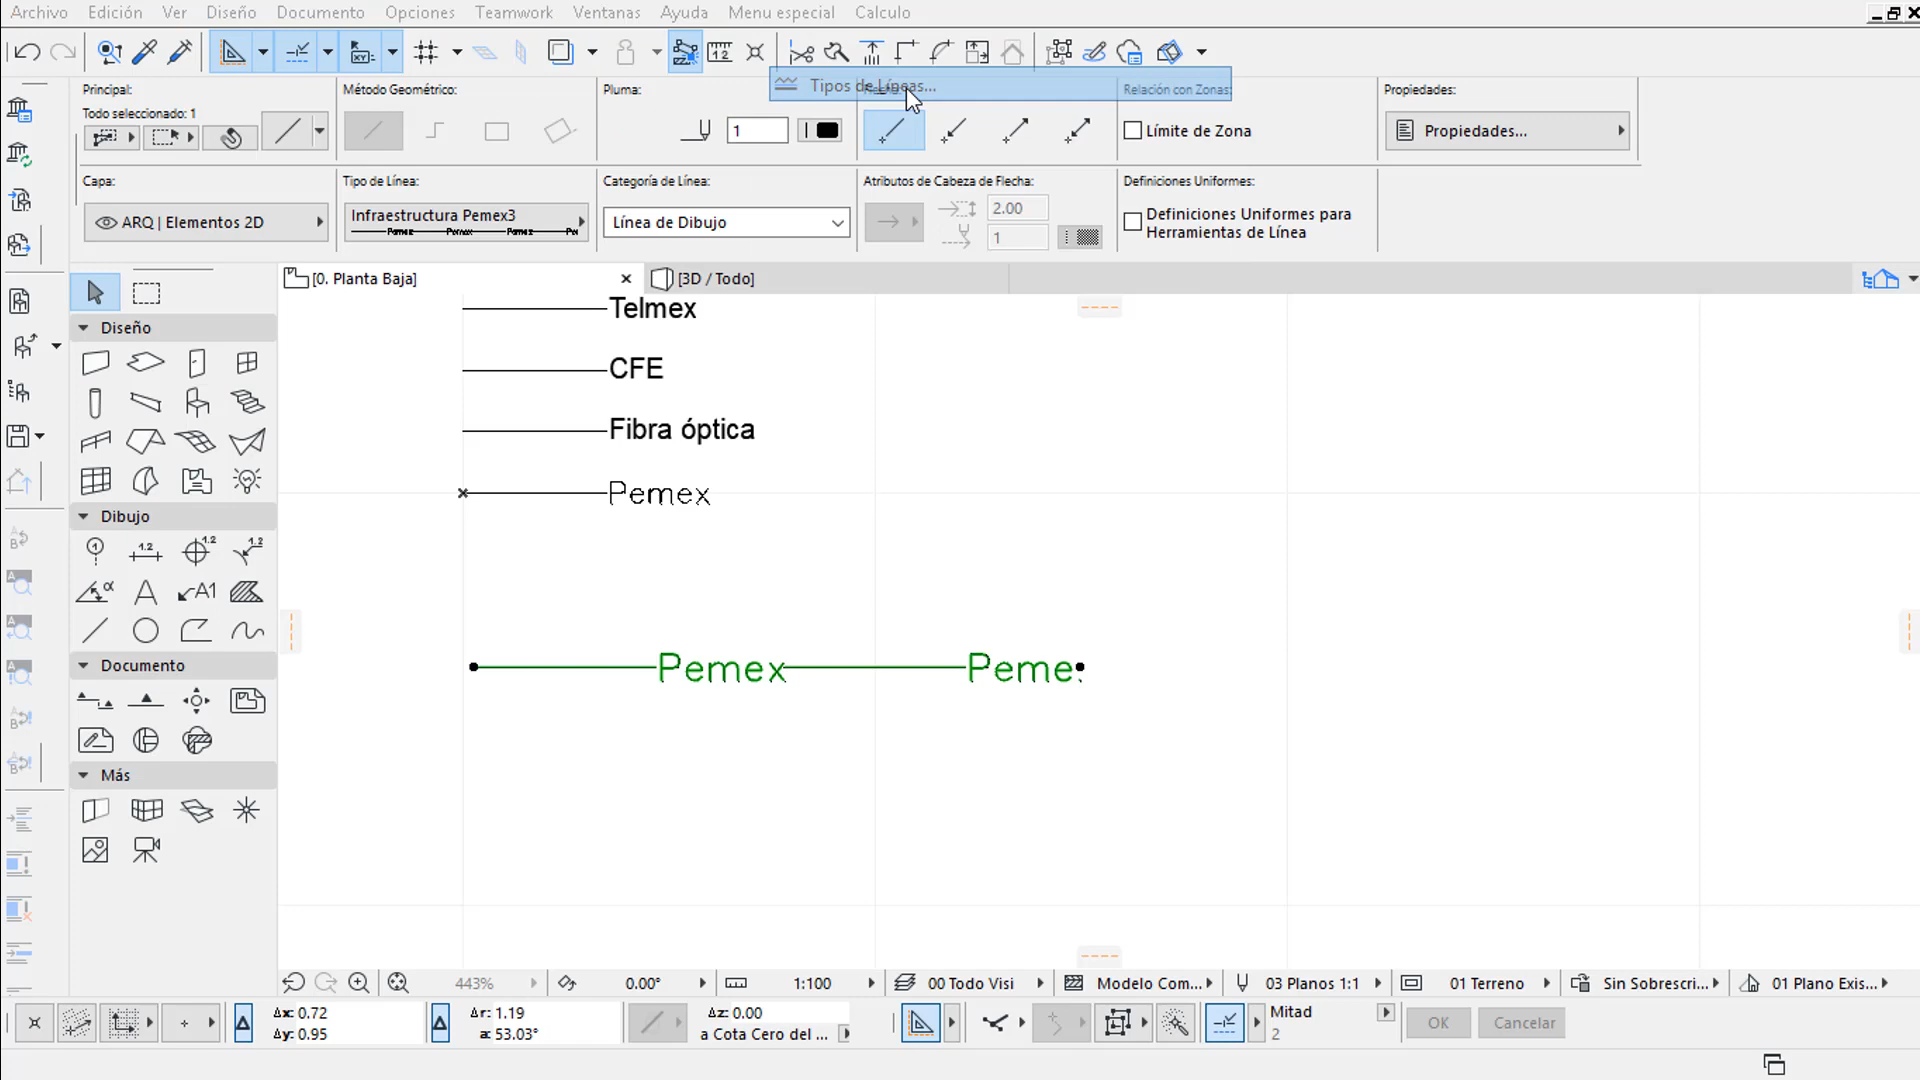 Archivo Edición Ver Diseño Documento Opciones Teamwork Ventanas Ayuda Menu especial Calculo
Tipos de Líneas...
Principal: Método Geométrico: Pluma: Relación con Zonas: Propiedades:
Todo seleccionado: 1
1
Límite de Zona
Propiedades...
Capa: Tipo de Línea: Categoría de Línea: Atributos de Cabeza de Flecha: Definiciones Uniformes:
ARQ | Elementos 2D
Infraestructura Pemex3
Pemex Pemex Pemex
Línea de Dibujo
2.00
1
Definiciones Uniformes para
Herramientas de Línea
[0. Planta Baja]
[3D / Todo]
Diseño
Dibujo
Documento
Más
Telmex
CFE
Fibra óptica
Pemex
Pemex Peme
443% 0.00° 1:100 00 Todo Visi Modelo Com... 03 Planos 1:1 01 Terreno Sin Sobrescri... 01 Plano Exis...
Δx: 0.72
Δy: 0.95
Δr: 1.19
a: 53.03°
Δz: 0.00
a Cota Cero del ...
Mitad
2
OK
Cancelar